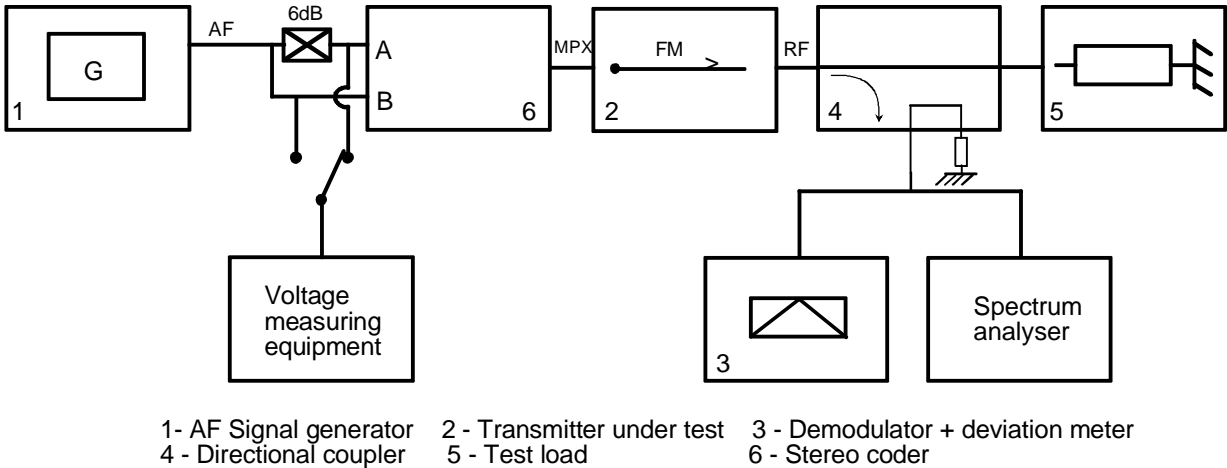 6dB
AF
A
MPX
FM
RF
G
B
1
6
2
4
5
Voltage
measuring
equipment
Spectrum
analyser
3
1- AF Signal generator 2 - Transmitter under test 3 - Demodulator + deviation meter
4 - Directional coupler 5 - Test load 6 - Stereo coder